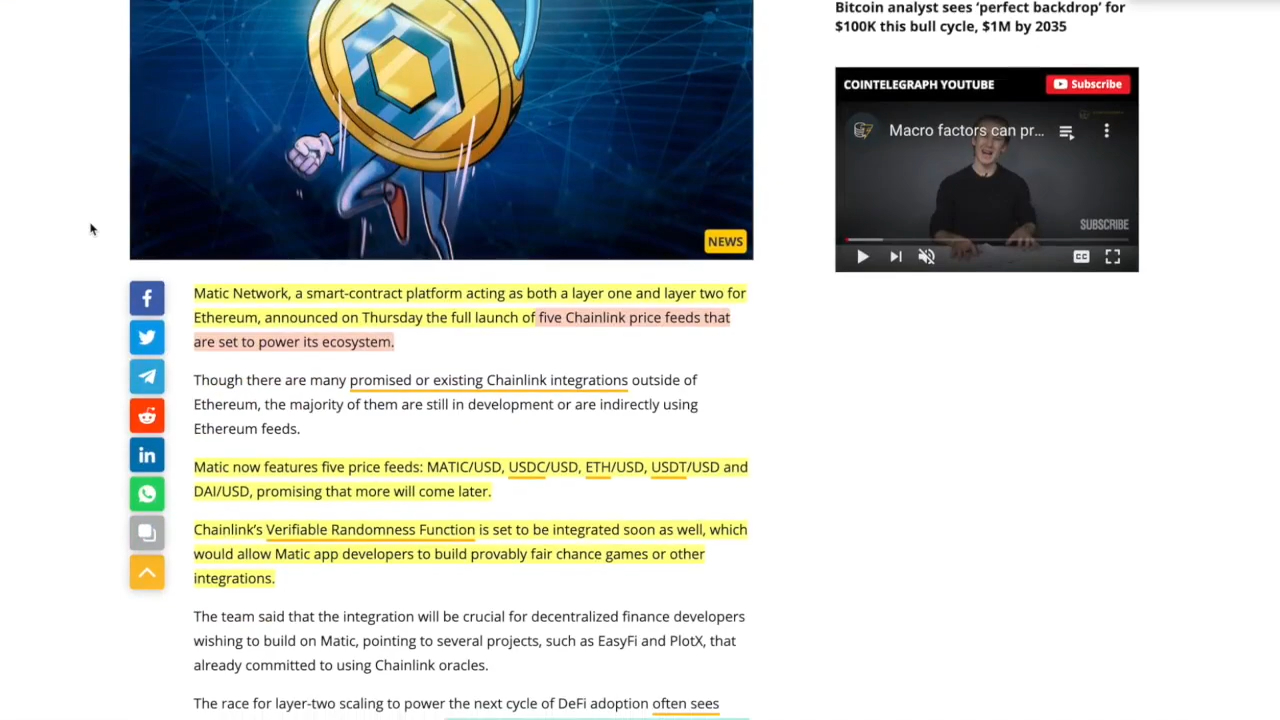 Bitcoin analyst sees ‘perfect backdrop’ for
$100K this bull cycle, $1M by 2035
COINTELEGRAPH YOUTUBE
Subscribe
Macro factors can pr...
SUBSCRIBE
CC
NEWS
Matic Network, a smart-contract platform acting as both a layer one and layer two for
Ethereum, announced on Thursday the full launch of five Chainlink price feeds that
are set to power its ecosystem.
Though there are many promised or existing Chainlink integrations outside of
Ethereum, the majority of them are still in development or are indirectly using
Ethereum feeds.
Matic now features five price feeds: MATIC/USD, USDC/USD, ETH/USD, USDT/USD and
DAI/USD, promising that more will come later.
Chainlink’s Verifiable Randomness Function is set to be integrated soon as well, which
would allow Matic app developers to build provably fair chance games or other
integrations.
The team said that the integration will be crucial for decentralized finance developers
wishing to build on Matic, pointing to several projects, such as EasyFi and PlotX, that
already committed to using Chainlink oracles.
The race for layer-two scaling to power the next cycle of DeFi adoption often sees